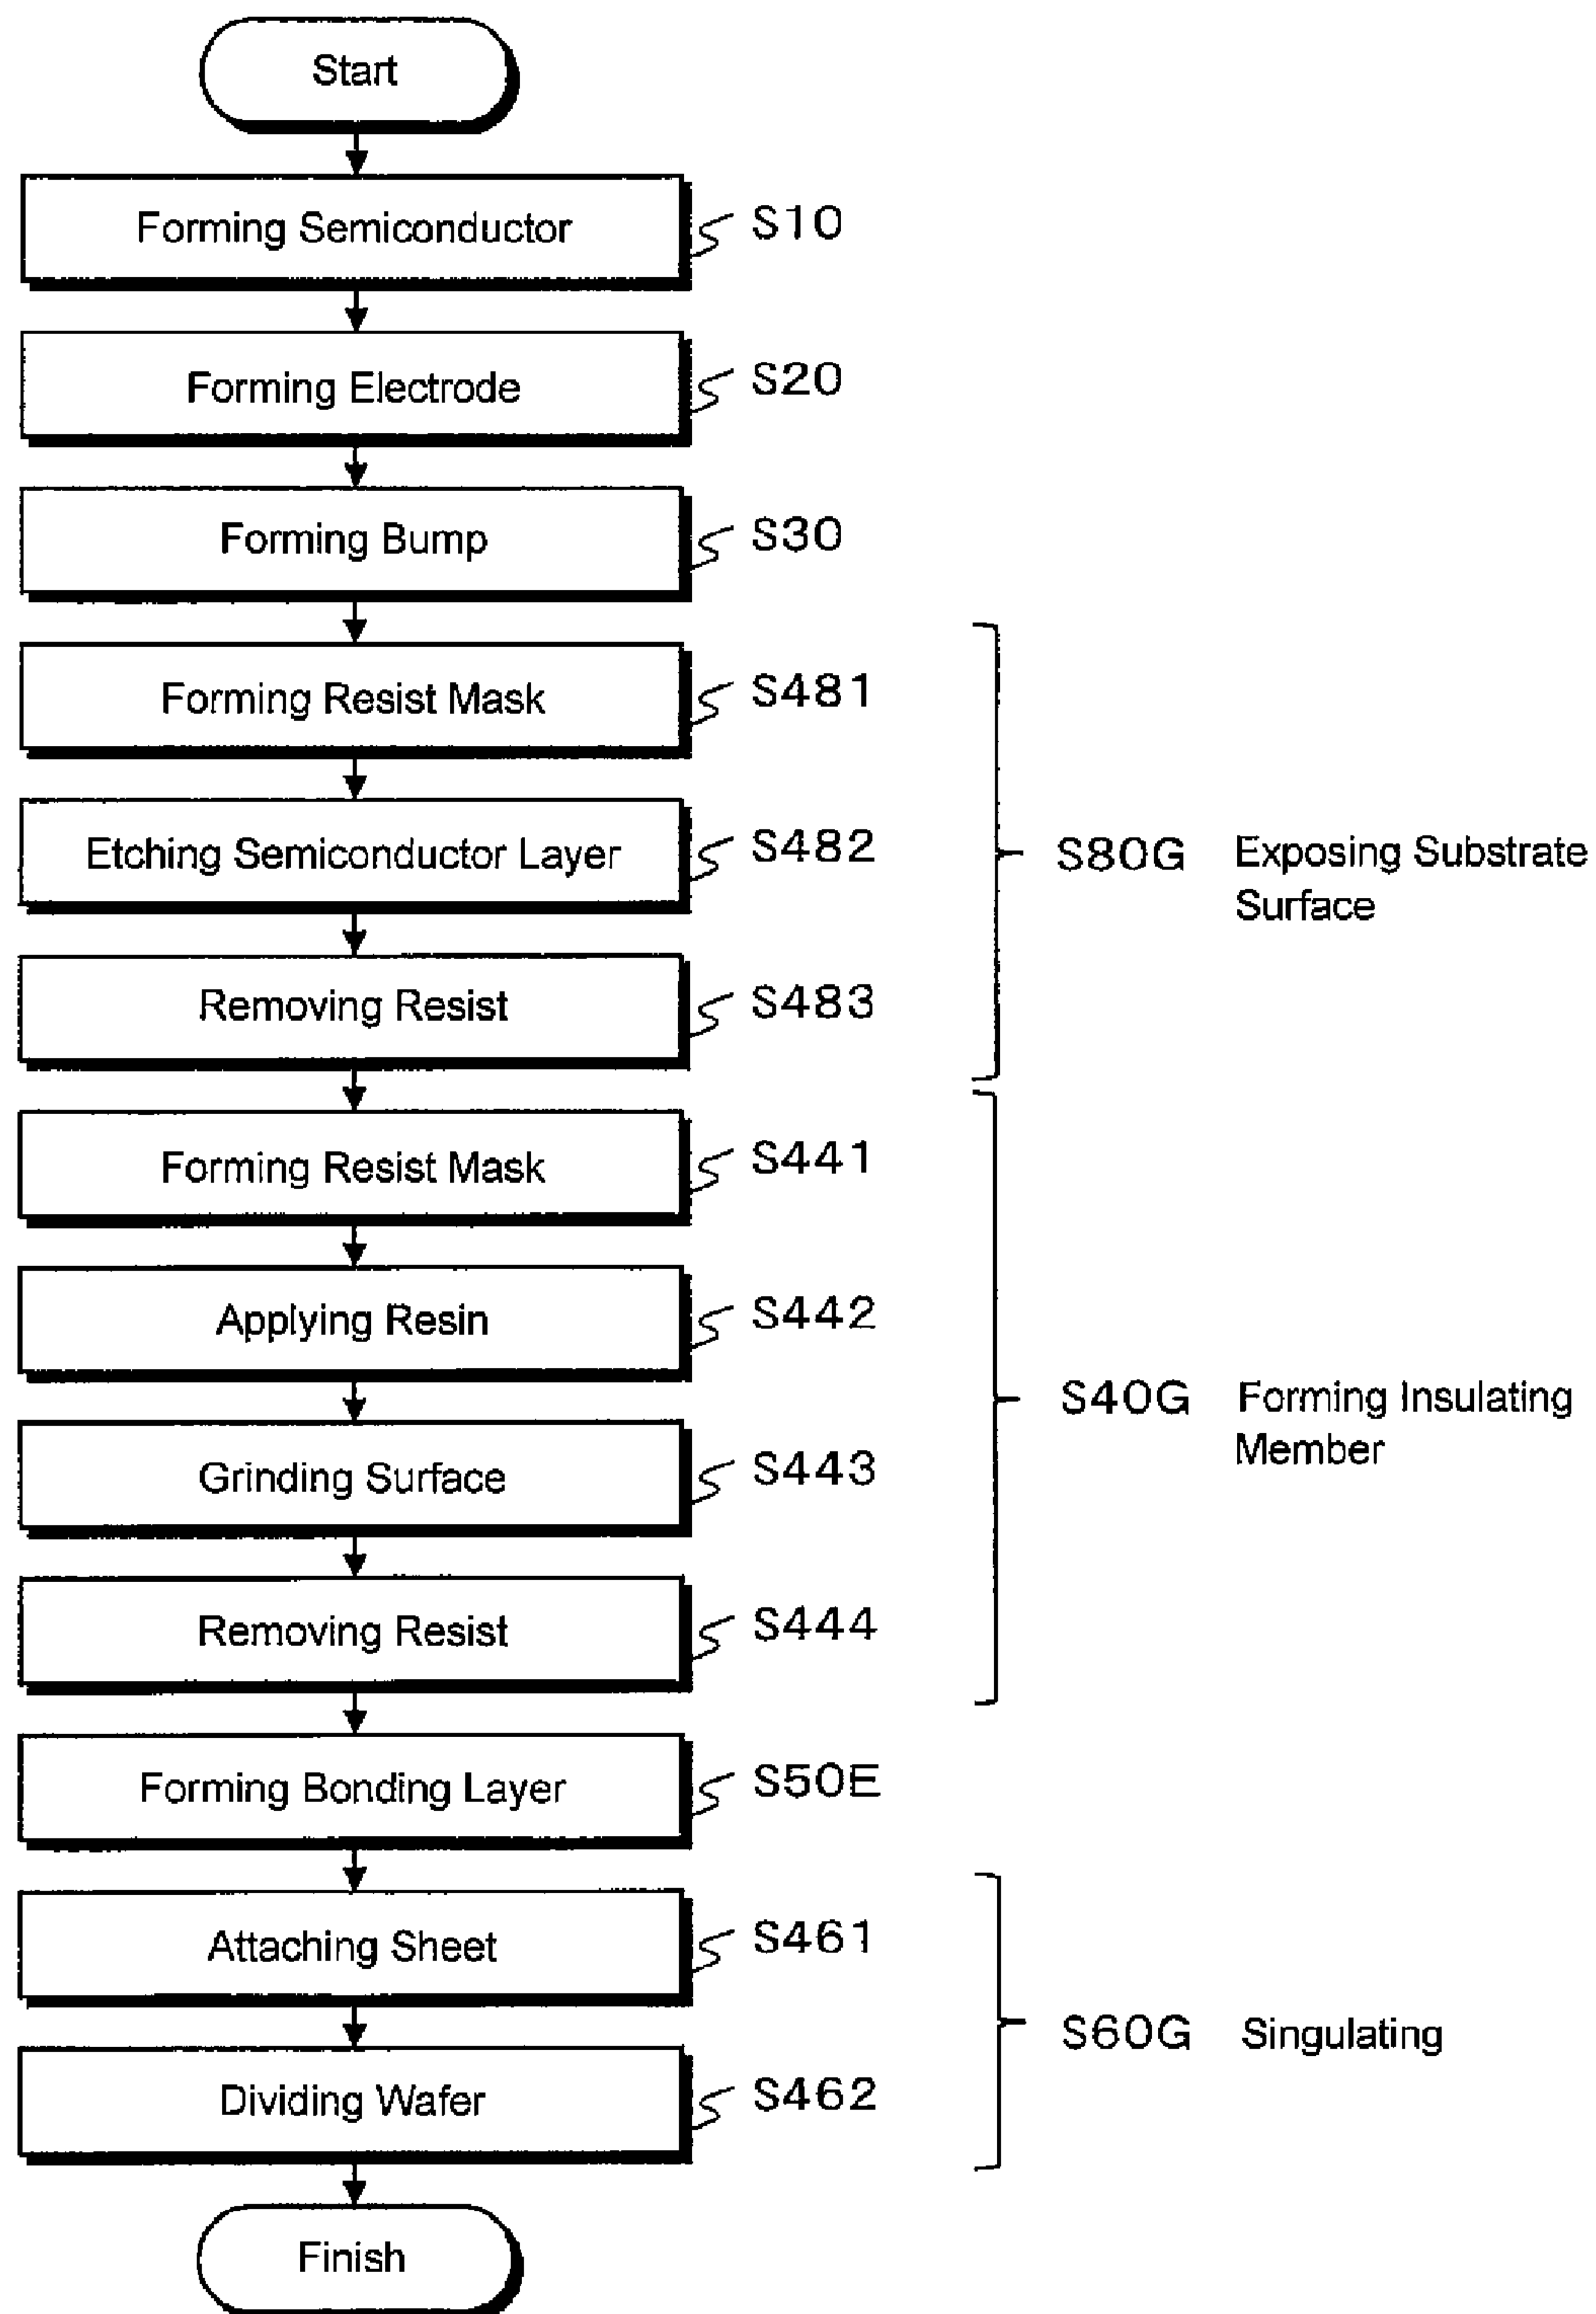 Start
Forming Semiconductor S10
Forming Electrode S20
Forming Bump S30
Forming Resist Mask S481
Etching Semiconductor Layer S482
S80G Exposing Substrate
Surface
Removing Resist S483
Forming Resist Mask S441
Applying Resin S442
S40G Forming Insulating
Member
Grinding Surface S443
Removing Resist S444
Forming Bonding Layer S50E
Attaching Sheet S461
S60G Singulating
Dividing Wafer S462
Finish